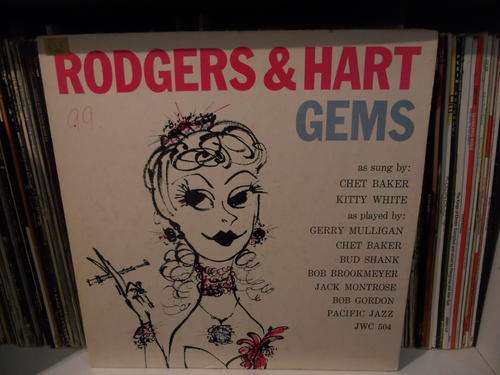 RODGERS & HART
GEMS
99
as sung by:
CHET BAKER
KITTY WHITE
as played by:
GERRY MULLIGAN
CHET BAKER
BUD SHANK
BOB BROOKMEYER
JACK MONTROSE
BOB GORDON
PACIFIC JAZZ
JWC 504